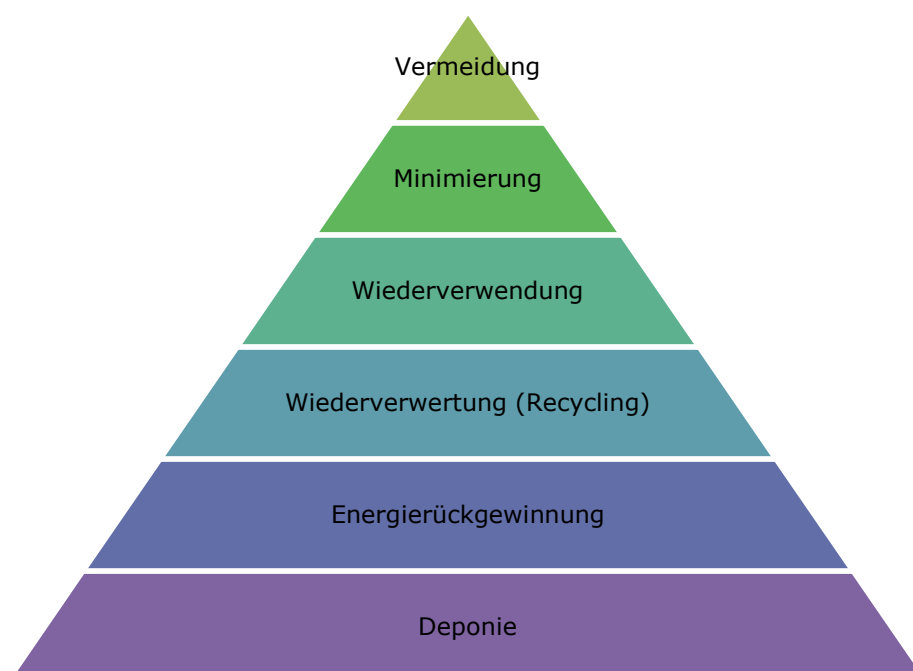 Vermeidung
Minimierung
Wiederverwendung
Wiederverwertung (Recycling)
Energierückgewinnung
Deponie